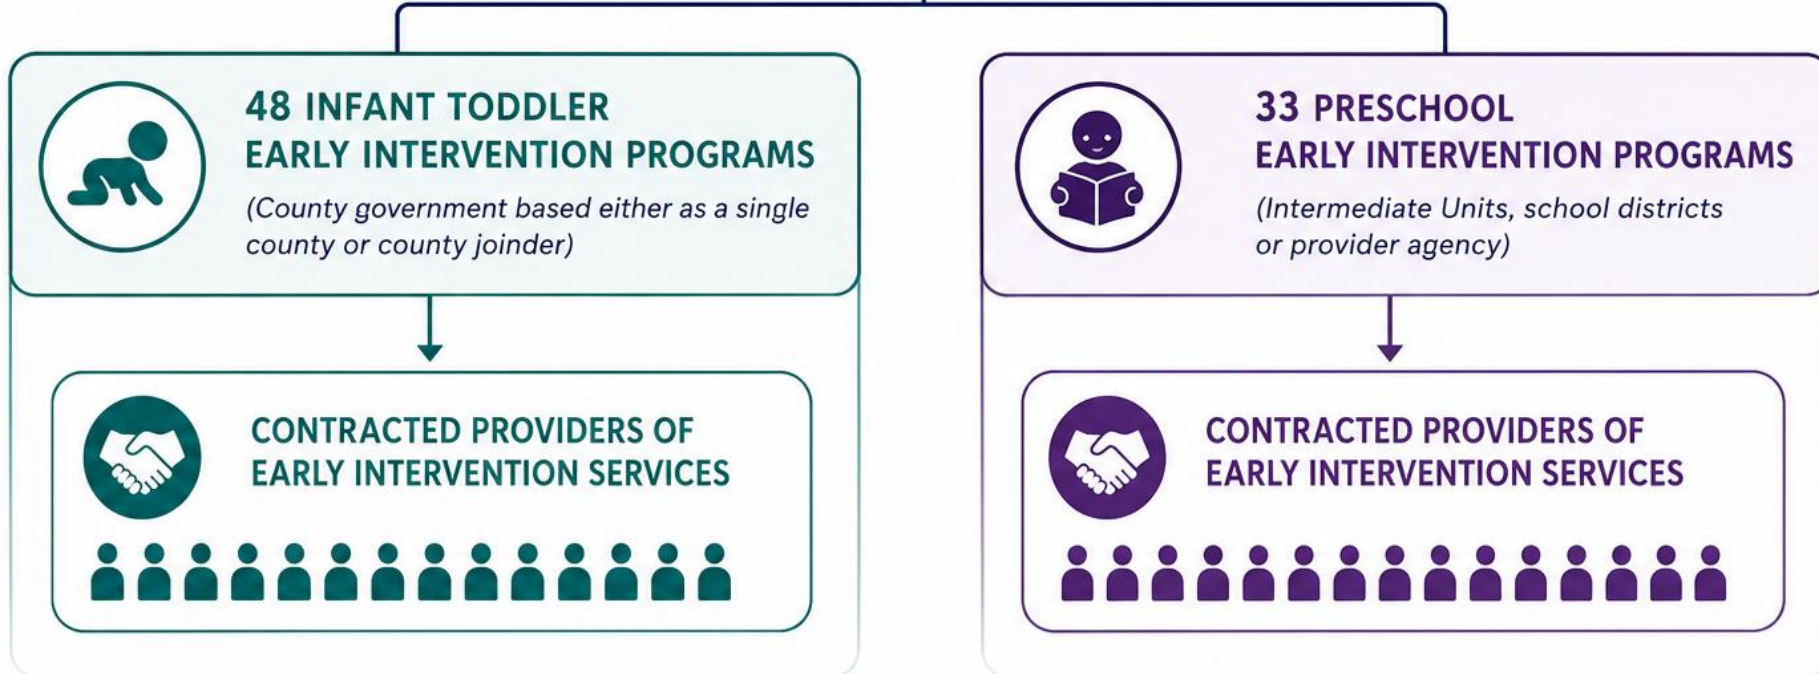 48 INFANT TODDLER
EARLY INTERVENTION PROGRAMS
(County government based either as a single
county or county joinder)
CONTRACTED PROVIDERS OF
EARLY INTERVENTION SERVICES
33 PRESCHOOL
EARLY INTERVENTION PROGRAMS
(Intermediate Units, school districts
or provider agency)
CONTRACTED PROVIDERS OF
EARLY INTERVENTION SERVICES